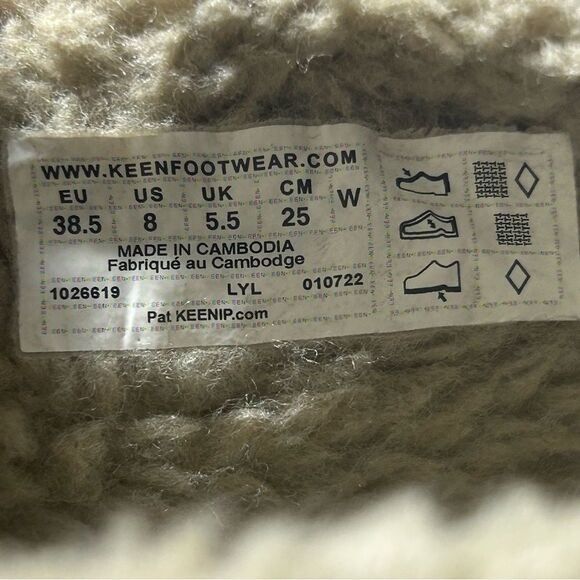 WWW.KEENFOOTWEAR.COM
EU US UK CM W
38.5 8 5.5 25
MADE IN CAMBODIA
Fabriqué au Cambodge
1026619 LYL 010722
Pat KEENIP.com